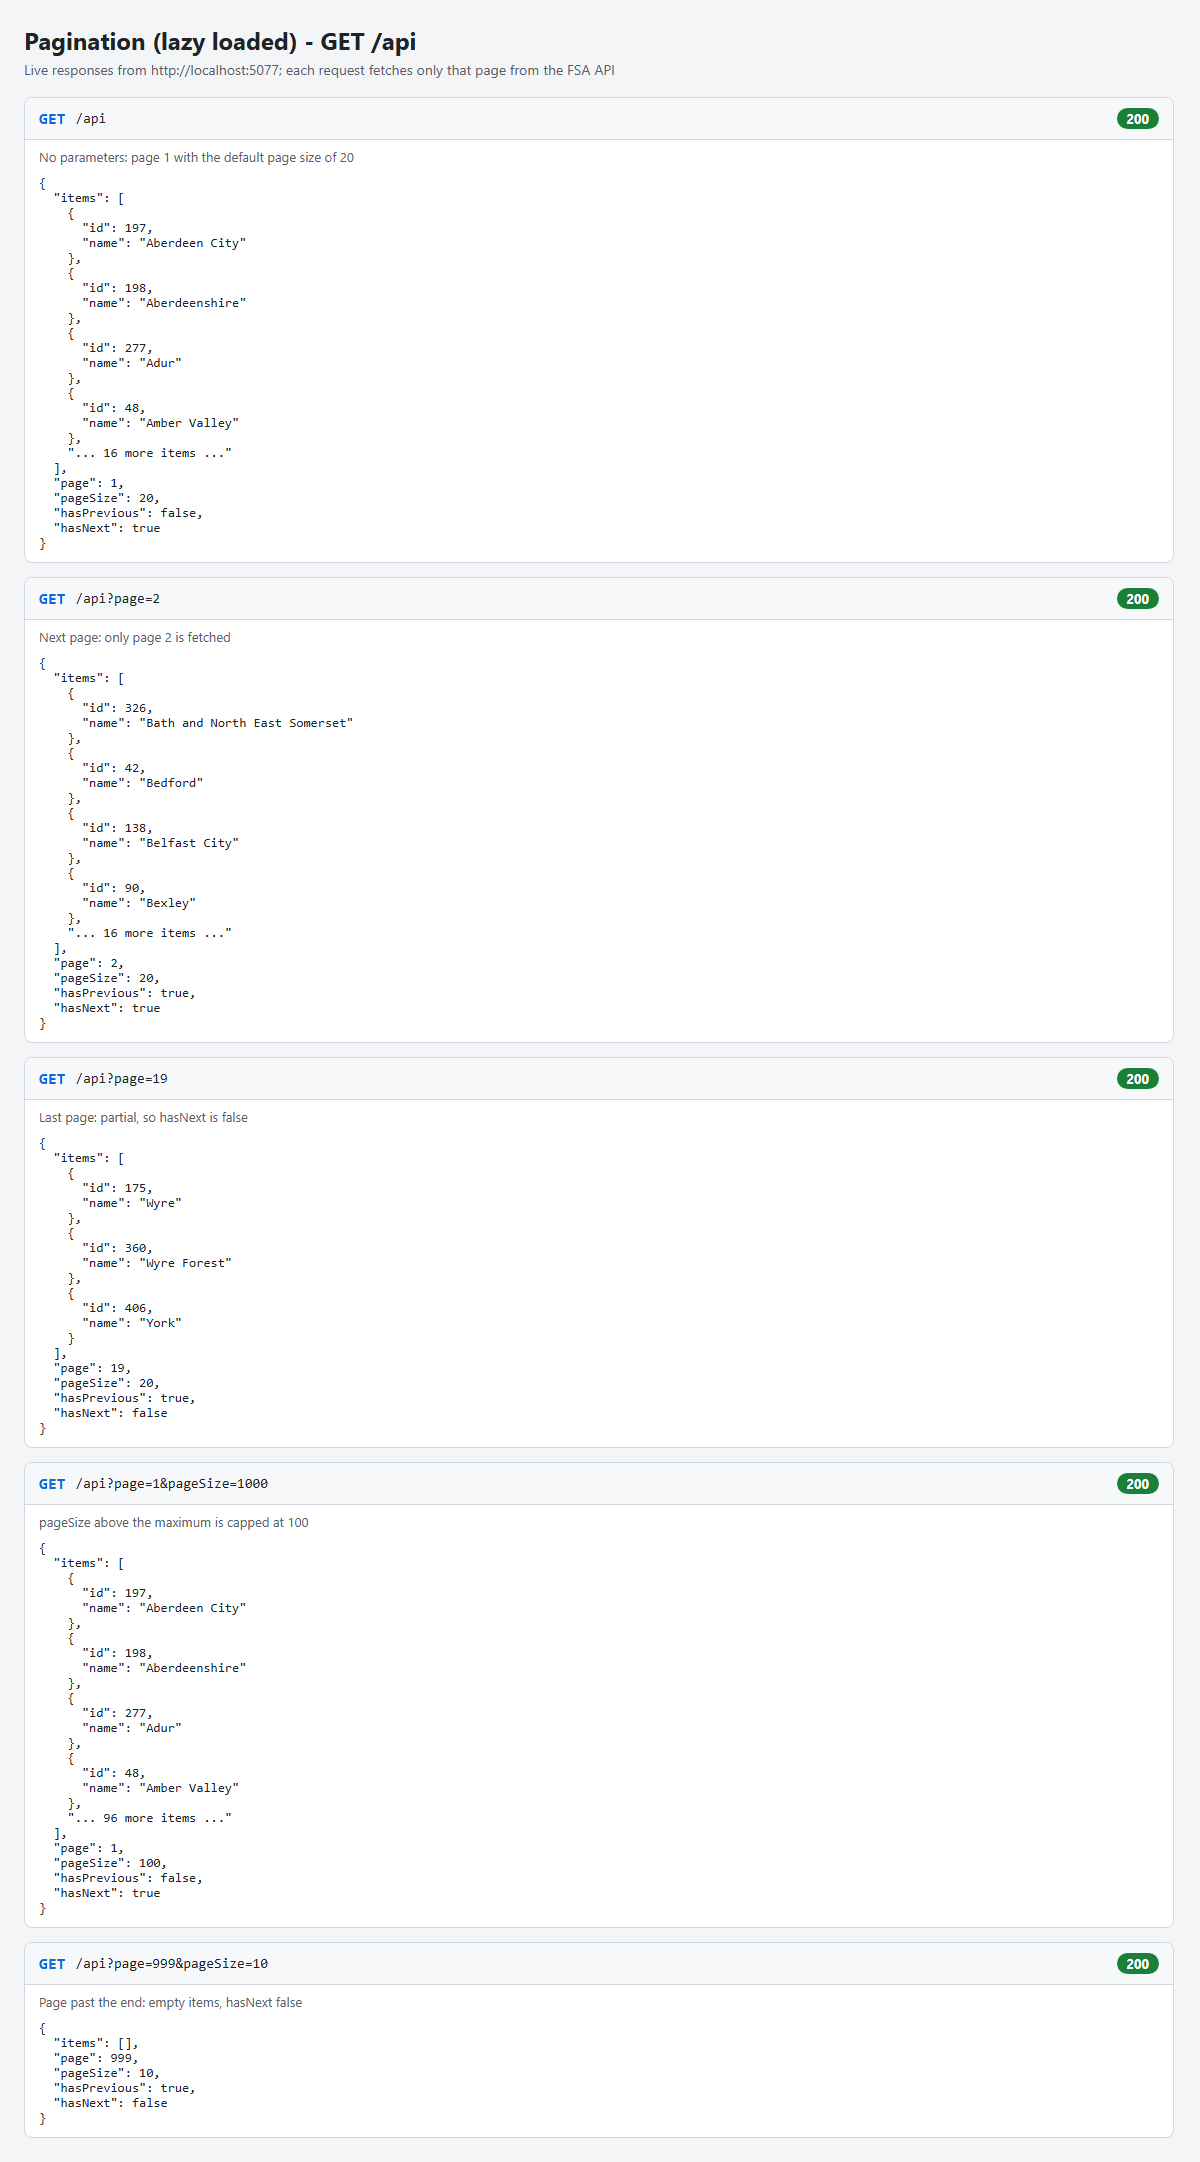 Pagination (lazy loaded) - GET /api
Live responses from http://localhost:5077; each request fetches only that page from the FSA API
GET /api 200
No parameters: page 1 with the default page size of 20
{
  "items": [
    {
      "id": 197,
      "name": "Aberdeen City"
    },
    {
      "id": 198,
      "name": "Aberdeenshire"
    },
    {
      "id": 277,
      "name": "Adur"
    },
    {
      "id": 48,
      "name": "Amber Valley"
    },
    "... 16 more items ..."
  ],
  "page": 1,
  "pageSize": 20,
  "hasPrevious": false,
  "hasNext": true
}
GET /api?page=2 200
Next page: only page 2 is fetched
{
  "items": [
    {
      "id": 326,
      "name": "Bath and North East Somerset"
    },
    {
      "id": 42,
      "name": "Bedford"
    },
    {
      "id": 138,
      "name": "Belfast City"
    },
    {
      "id": 90,
      "name": "Bexley"
    },
    "... 16 more items ..."
  ],
  "page": 2,
  "pageSize": 20,
  "hasPrevious": true,
  "hasNext": true
}
GET /api?page=19 200
Last page: partial, so hasNext is false
{
  "items": [
    {
      "id": 175,
      "name": "Wyre"
    },
    {
      "id": 360,
      "name": "Wyre Forest"
    },
    {
      "id": 406,
      "name": "York"
    }
  ],
  "page": 19,
  "pageSize": 20,
  "hasPrevious": true,
  "hasNext": false
}
GET /api?page=1&pageSize=1000 200
pageSize above the maximum is capped at 100
{
  "items": [
    {
      "id": 197,
      "name": "Aberdeen City"
    },
    {
      "id": 198,
      "name": "Aberdeenshire"
    },
    {
      "id": 277,
      "name": "Adur"
    },
    {
      "id": 48,
      "name": "Amber Valley"
    },
    "... 96 more items ..."
  ],
  "page": 1,
  "pageSize": 100,
  "hasPrevious": false,
  "hasNext": true
}
GET /api?page=999&pageSize=10 200
Page past the end: empty items, hasNext false
{
  "items": [],
  "page": 999,
  "pageSize": 10,
  "hasPrevious": true,
  "hasNext": false
}